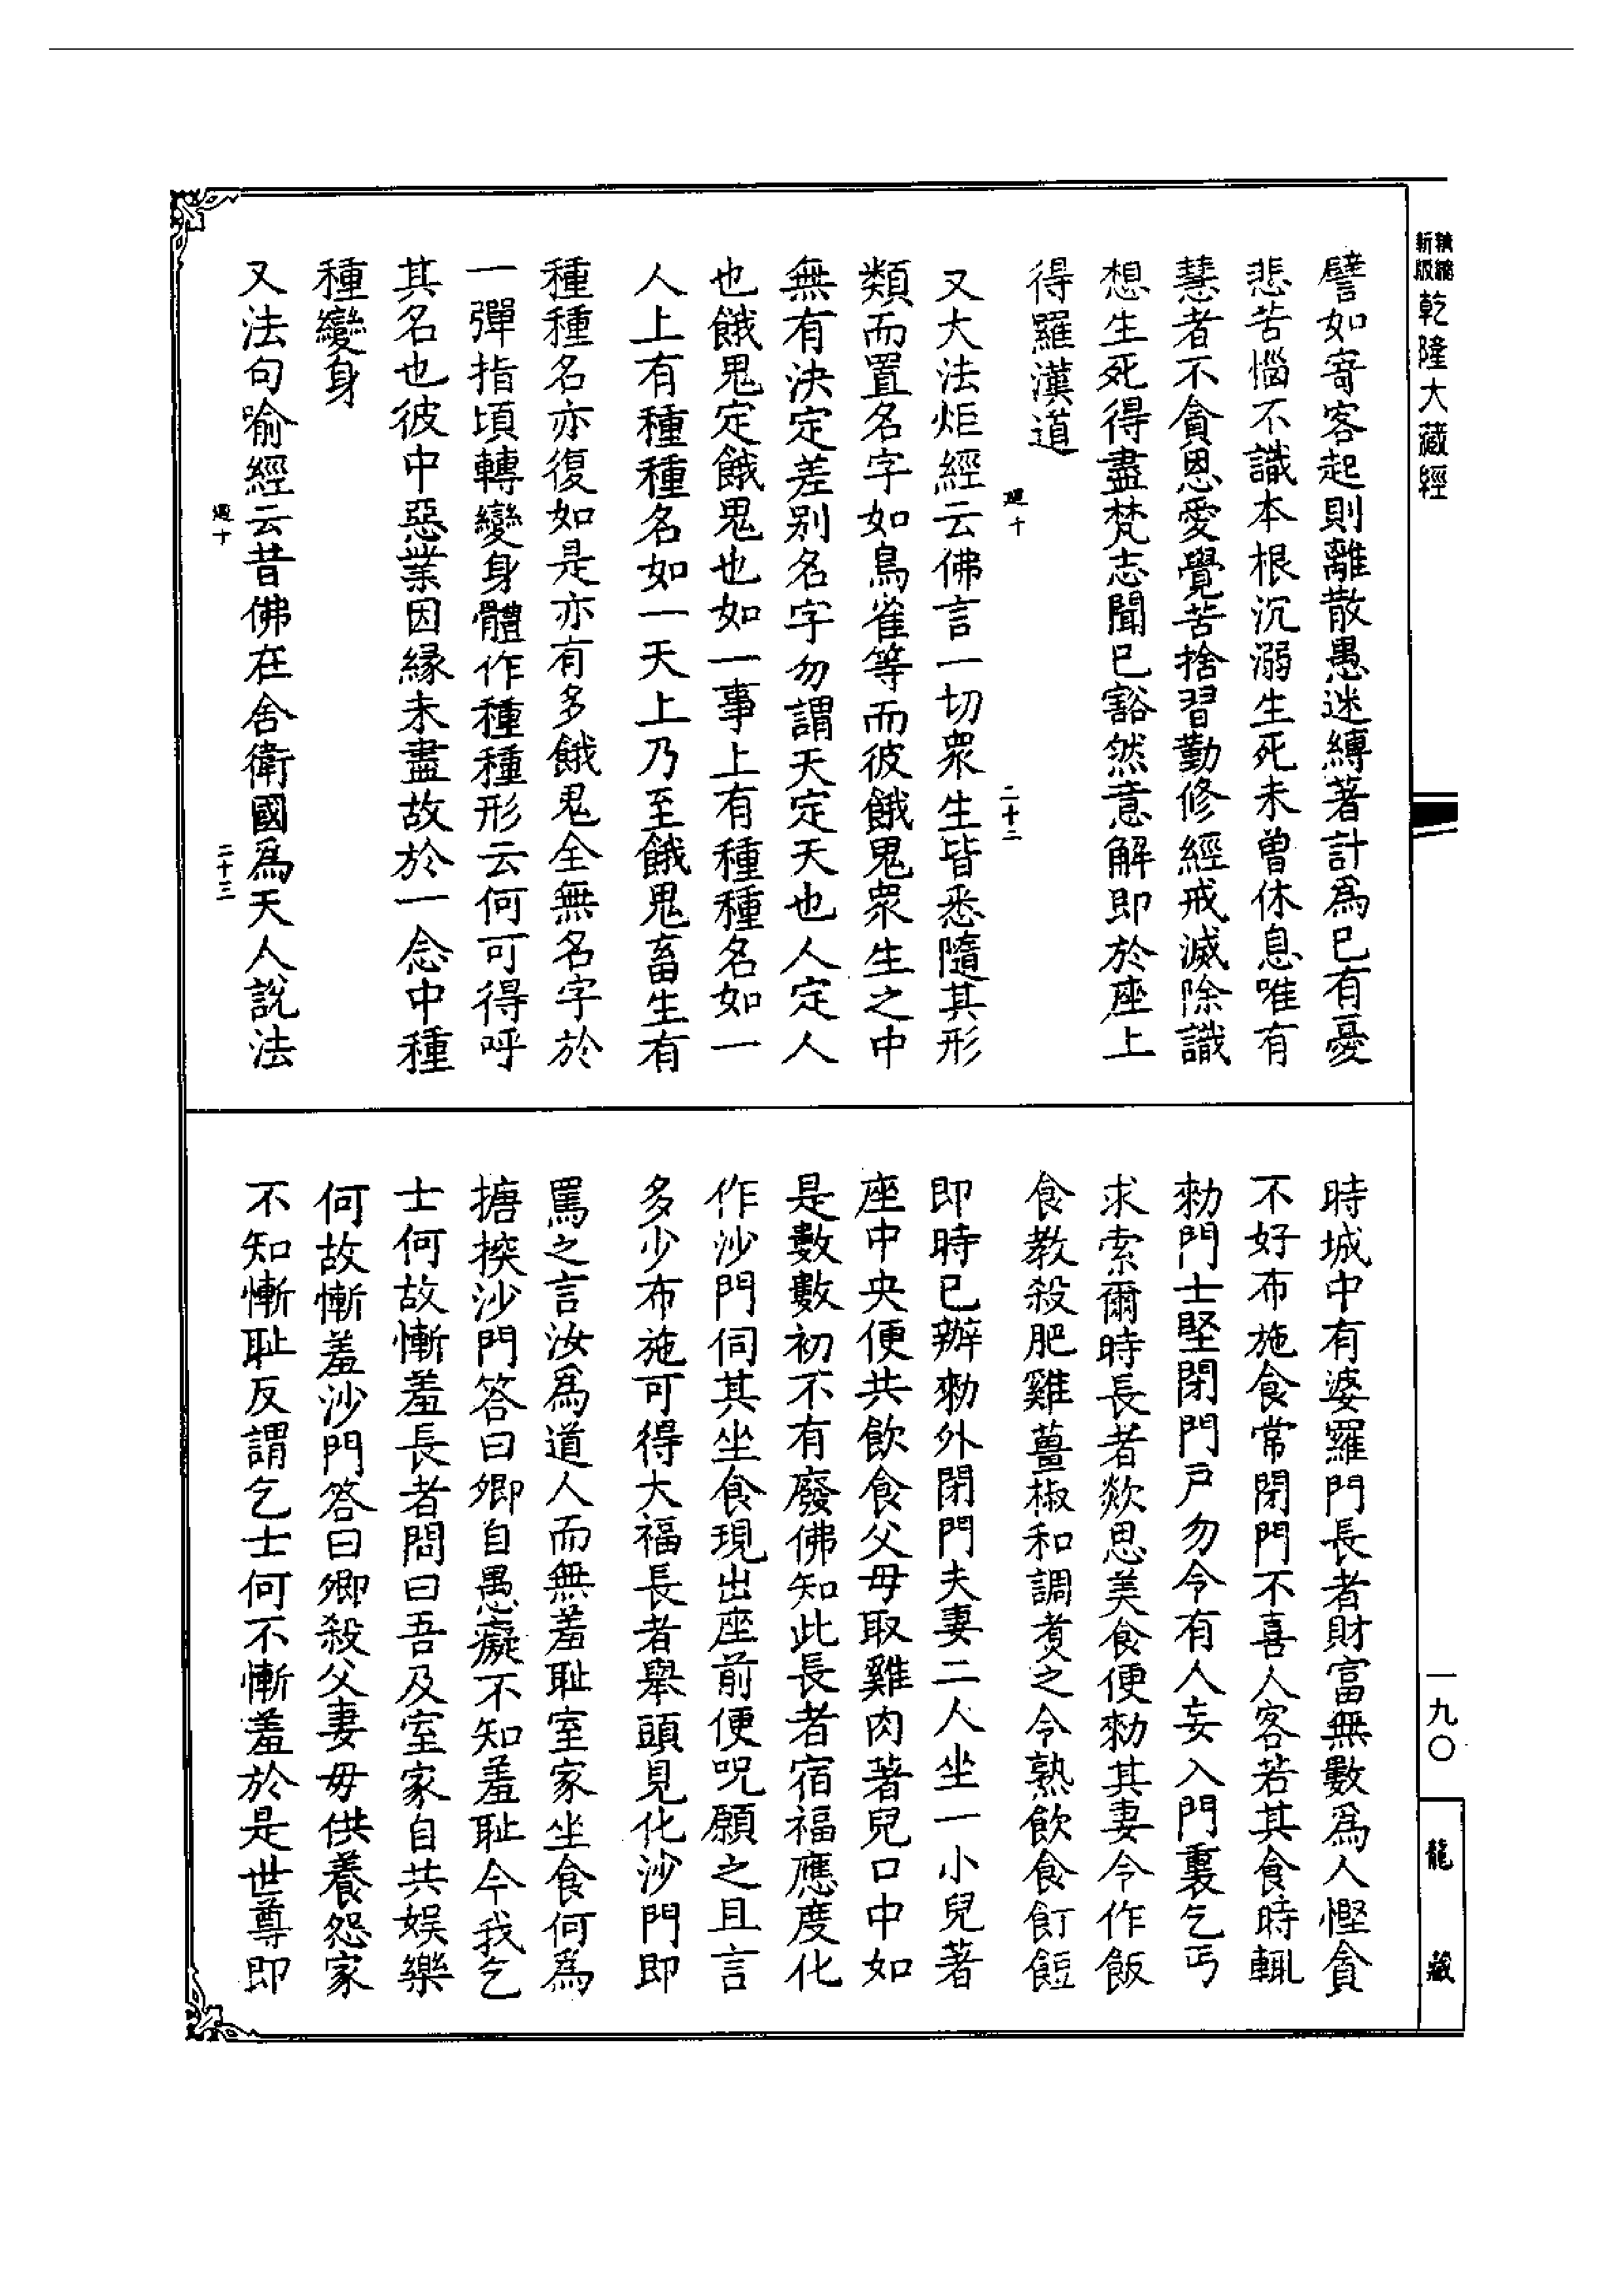 精縮新版乾隆大藏經
譬如寄客起則離散愚迷縛著計爲巳有憂
悲苦惱不識本根沉溺生死未曾休息唯有
慧者不貪恩愛覺苦捨習勤修經戒滅除識
想生死得盡梵志聞巳豁然意解即於座上
得羅漢道
二十二
又大法炬經云佛言一切衆生皆悉隨其形
類而置名字如鳥雀等而彼餓鬼衆生之中
無有決定差别名字勿謂天定天也人定人
也餓鬼定餓鬼也如一事上有種種名如一
人上有種種名如一天上乃至餓鬼畜生有
種種名亦復如是亦有多餓鬼全無名字於
一彈指頃轉變身體作種種形云何可得呼
其名也彼中惡業因緣未盡故於一念中種
種變身
又法句喻經云昔佛在舍衛國爲天人說法
二十三
時城中有婆羅門長者財富無數爲人慳貪
不好布施食常閉門不喜人客若其食時輒
勑門士堅閉門户勿令有人妄入門裏乞丐
求索爾時長者欻思美食便勑其妻令作飯
食教殺肥雞薑椒和調煑之令熟飲食飣餖
即時巳辦勑外閉門夫妻二人坐一小兒著
座中央便共飲食父母取雞肉著兒口中如
是數數初不有廢佛知此長者宿福應度化
作沙門伺其坐食現出座前便呪願之且言
多少布施可得大福長者舉頭見化沙門即
罵之言汝爲道人而無羞耻室家坐食何爲
搪揬沙門答曰卿自愚癡不知羞耻今我乞
士何故慚羞長者問曰吾及室家自共娱樂
何故慚羞沙門答曰卿殺父妻母供養怨家
不知慚耻反謂乞士何不慚羞於是世尊即
一九〇
龍藏